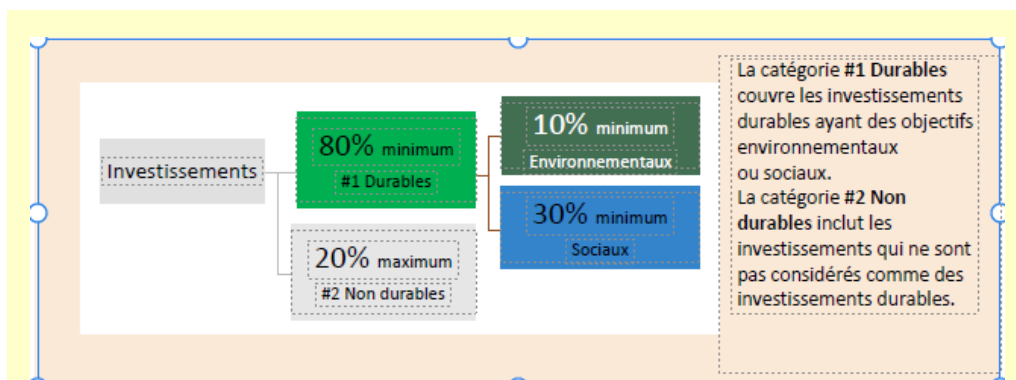 Investissements
80% minimum
#1 Durables
20% maximum
#2 Non durables
10% minimum
Environnementaux
30% minimum
Sociaux
La catégorie #1 Durables
couvre les investissements
durables ayant des objectifs
environnementaux
ou sociaux.
La catégorie #2 Non
durables inclut les
investissements qui ne sont
pas considérés comme des
investissements durables.